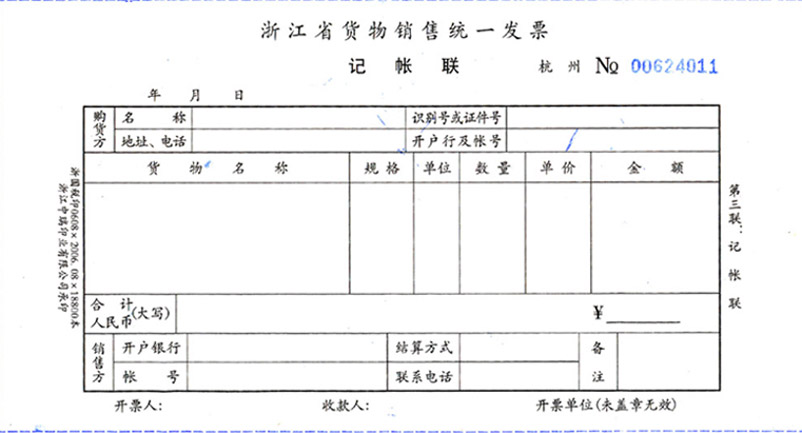 浙江省货物销售统一发票
记帐联 杭州 № 00624011
年 月 日
购货方 名称 识别号或证件号
地址、电话 开户行及帐号
货物名称 规格 单位 数量 单价 金额
合计人民币(大写) ¥
销售方 开户银行 结算方式 备注
帐号 联系电话
开票人: 收款人: 开票单位(未盖章无效)
浙国税印0608×2006.08×18800本
浙江中瑞印业有限公司承印
第三联:记帐联